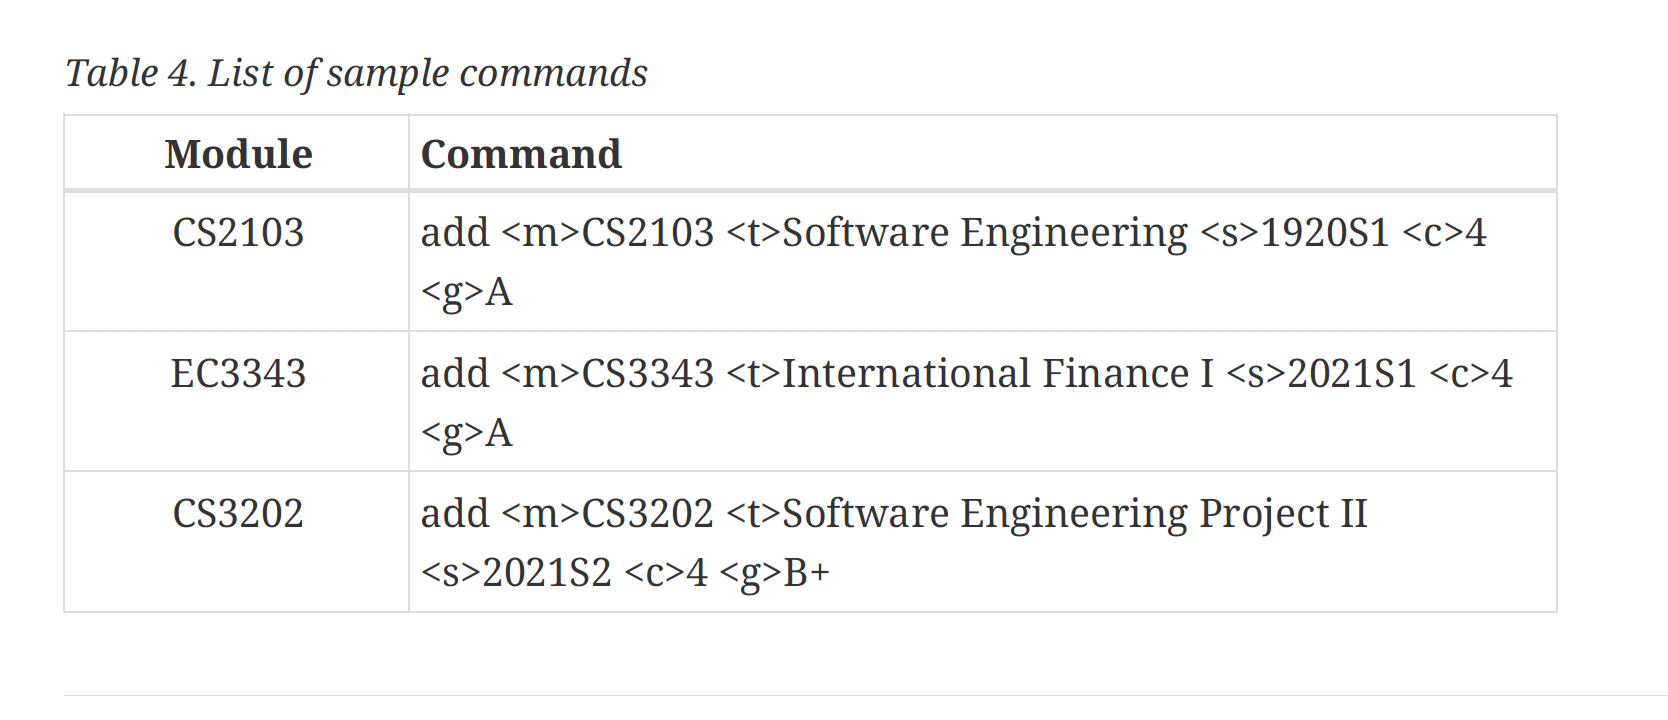 Table 4. List of sample commands
Module Command
CS2103 add <m>CS2103 <t>Software Engineering <s>1920S1 <c>4
<g>A
EC3343 add <m>CS3343 <t>International Finance I <s>2021S1 <c>4
<g>A
CS3202 add <m>CS3202 <t>Software Engineering Project II
<s>2021S2 <c>4 <g>B+